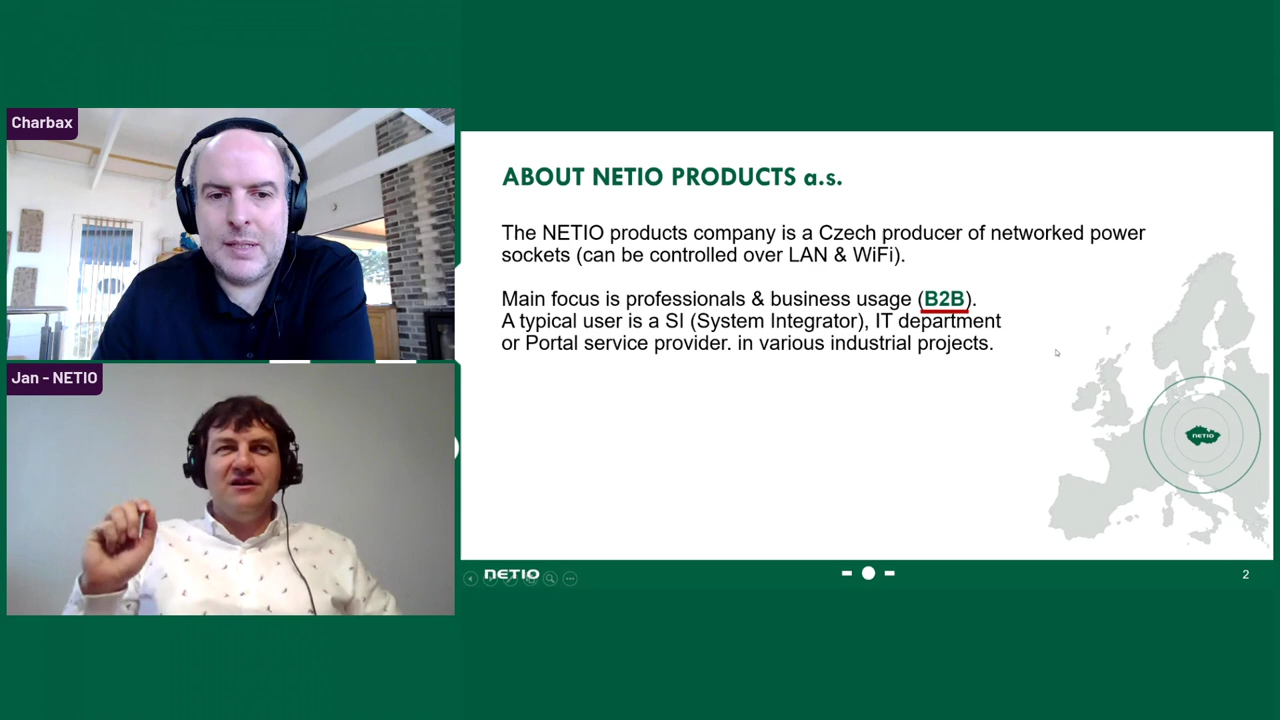 Charbax
Jan - NETIO
ABOUT NETIO PRODUCTS a.s.
The NETIO products company is a Czech producer of networked power
sockets (can be controlled over LAN & WiFi).
Main focus is professionals & business usage (B2B).
A typical user is a SI (System Integrator), IT department
or Portal service provider. in various industrial projects.
NETIO
NETIO
2